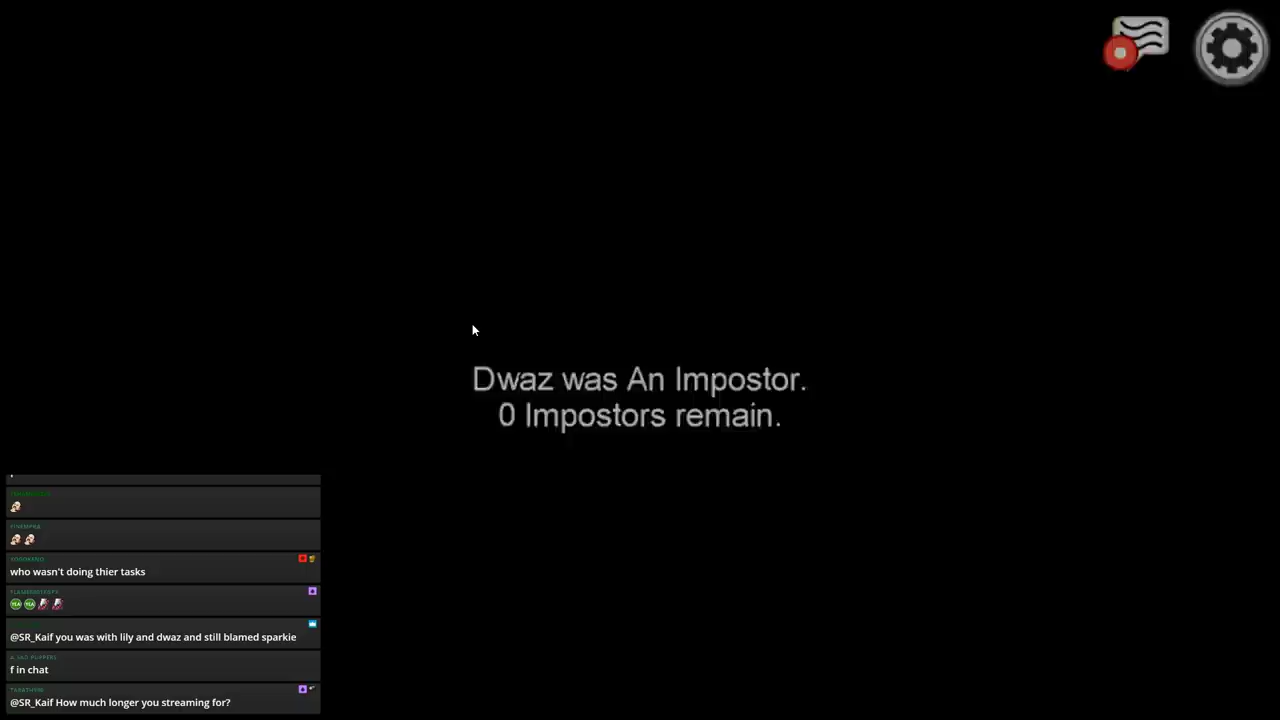 Dwaz was An Impostor.
0 Impostors remain.
who wasn't doing thier tasks
@SR_Kaif you was with lily and dwaz and still blamed sparkie
f in chat
@SR_Kaif How much longer you streaming for?